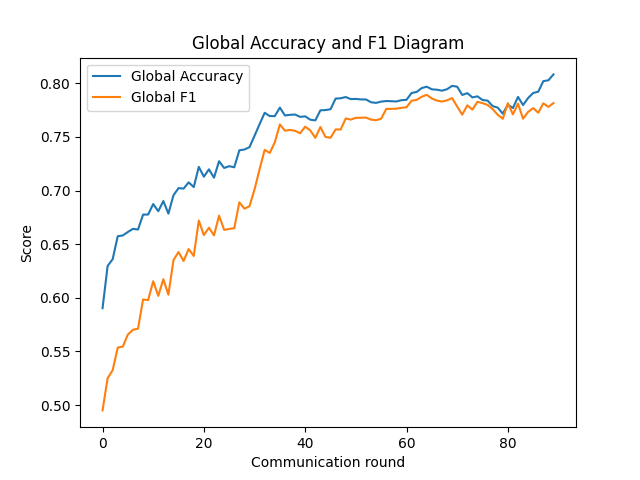 Global Accuracy and F1 Diagram
Global Accuracy
Global F1
0.80
0.75
0.70
0.65
0.60
0.55
0.50
Score
0
20
40
60
80
Communication round